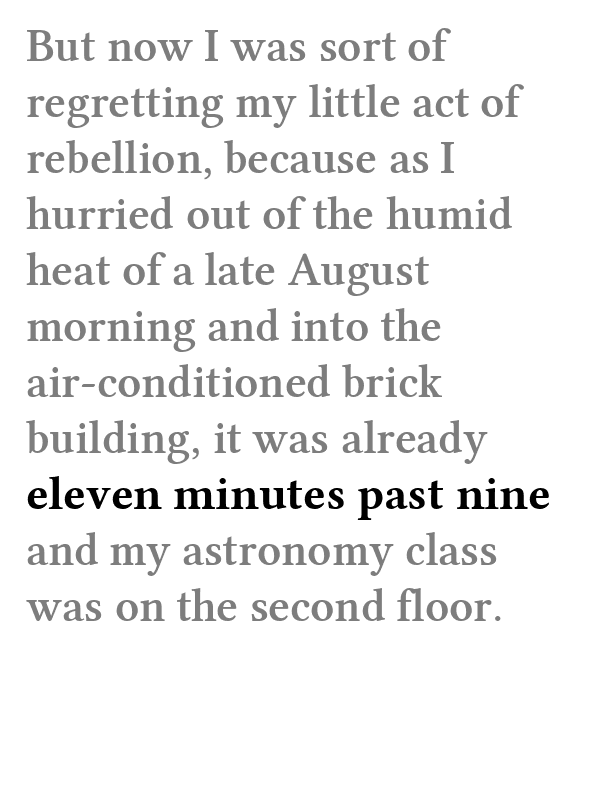 But now I was sort of
regretting my little act of
rebellion, because as I
hurried out of the humid
heat of a late August
morning and into the
air-conditioned brick
building, it was already
eleven minutes past nine
and my astronomy class
was on the second floor.